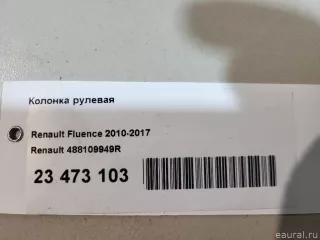 Колонка рулевая
Renault Fluence 2010-2017
Renault 488109949R
23 473 103
eaural.ru